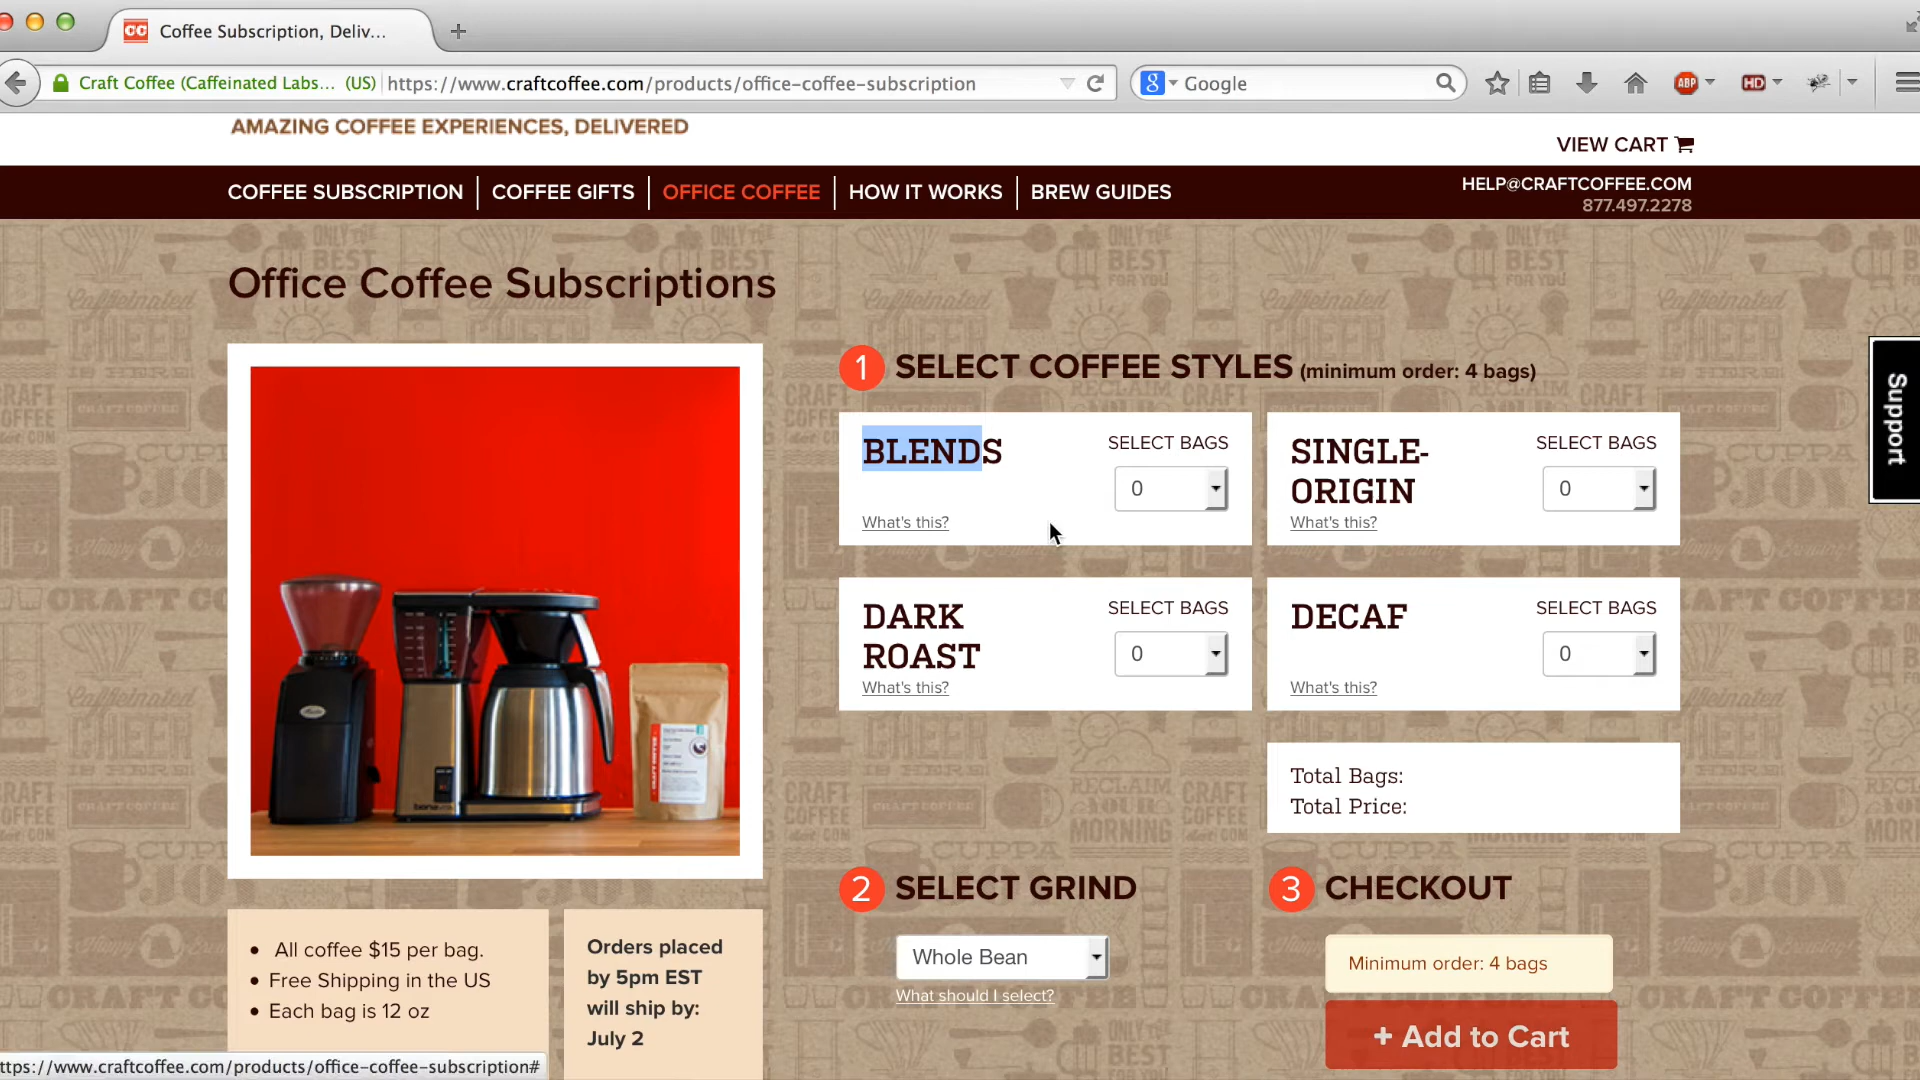 Coffee Subscription, Deliv...
Craft Coffee (Caffeinated Labs... (US)
https://www.craftcoffee.com/products/office-coffee-subscription
Google
ABP
HD
AMAZING COFFEE EXPERIENCES, DELIVERED
VIEW CART
COFFEE SUBSCRIPTION
COFFEE GIFTS
OFFICE COFFEE
HOW IT WORKS
BREW GUIDES
HELP@CRAFTCOFFEE.COM
877.497.2278
Office Coffee Subscriptions
1 SELECT COFFEE STYLES (minimum order: 4 bags)
BLENDS
SELECT BAGS
0
What's this?
SINGLE-
ORIGIN
SELECT BAGS
0
What's this?
DARK
ROAST
SELECT BAGS
0
What's this?
DECAF
SELECT BAGS
0
What's this?
Total Bags:
Total Price:
2 SELECT GRIND
Whole Bean
What should I select?
3 CHECKOUT
Minimum order: 4 bags
+ Add to Cart
All coffee $15 per bag.
Free Shipping in the US
Each bag is 12 oz
Orders placed
by 5pm EST
will ship by:
July 2
Support
ttps://www.craftcoffee.com/products/office-coffee-subscription#